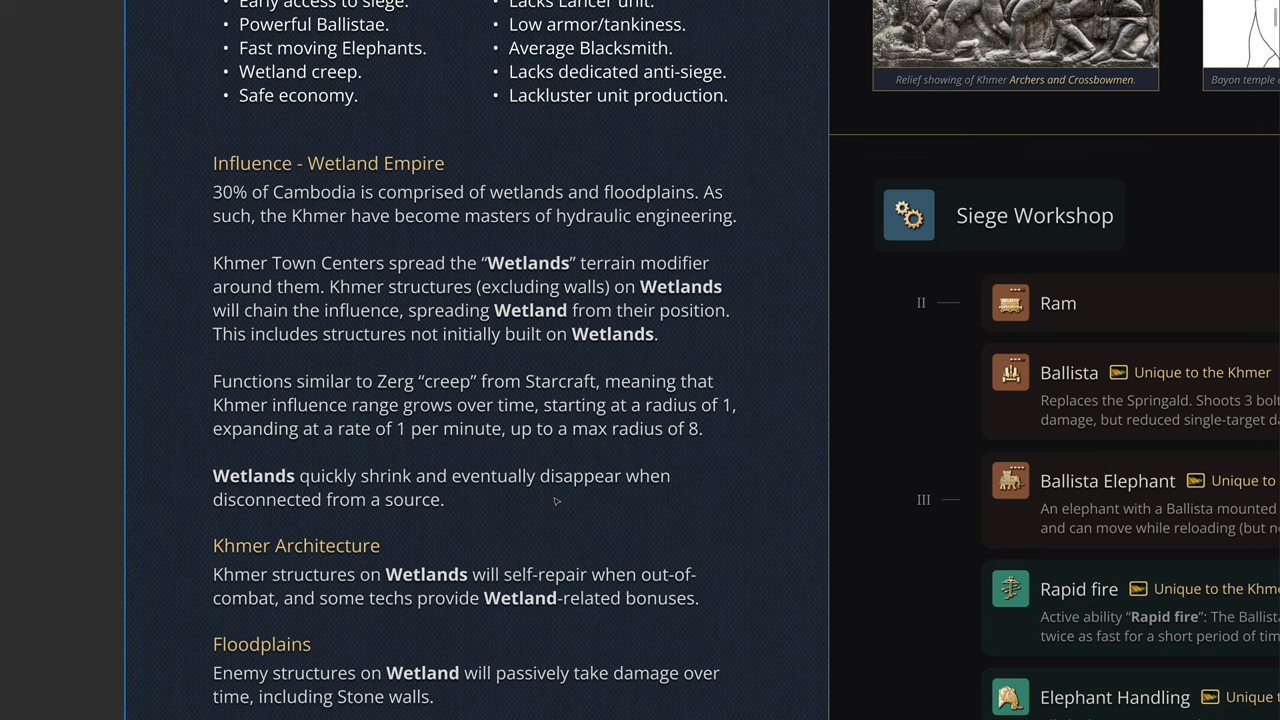 Early access to siege.
• Powerful Ballistae.
• Fast moving Elephants.
• Wetland creep.
• Safe economy.
Lacks Lancer unit.
• Low armor/tankiness.
• Average Blacksmith.
• Lacks dedicated anti-siege.
• Lackluster unit production.
Influence - Wetland Empire
30% of Cambodia is comprised of wetlands and floodplains. As
such, the Khmer have become masters of hydraulic engineering.
Khmer Town Centers spread the “Wetlands” terrain modifier
around them. Khmer structures (excluding walls) on Wetlands
will chain the influence, spreading Wetland from their position.
This includes structures not initially built on Wetlands.
Functions similar to Zerg “creep” from Starcraft, meaning that
Khmer influence range grows over time, starting at a radius of 1,
expanding at a rate of 1 per minute, up to a max radius of 8.
Wetlands quickly shrink and eventually disappear when
disconnected from a source.
Khmer Architecture
Khmer structures on Wetlands will self-repair when out-of-
combat, and some techs provide Wetland-related bonuses.
Floodplains
Enemy structures on Wetland will passively take damage over
time, including Stone walls.
Relief showing of Khmer Archers and Crossbowmen.
Bayon temple
Siege Workshop
II
Ram
Ballista Unique to the Khmer
Replaces the Springald. Shoots 3 bol
damage, but reduced single-target d
III
Ballista Elephant Unique to
An elephant with a Ballista mounted
and can move while reloading (but n
Rapid fire Unique to the Khm
Active ability “Rapid fire”: The Ballist
twice as fast for a short period of tim
Elephant Handling Unique t